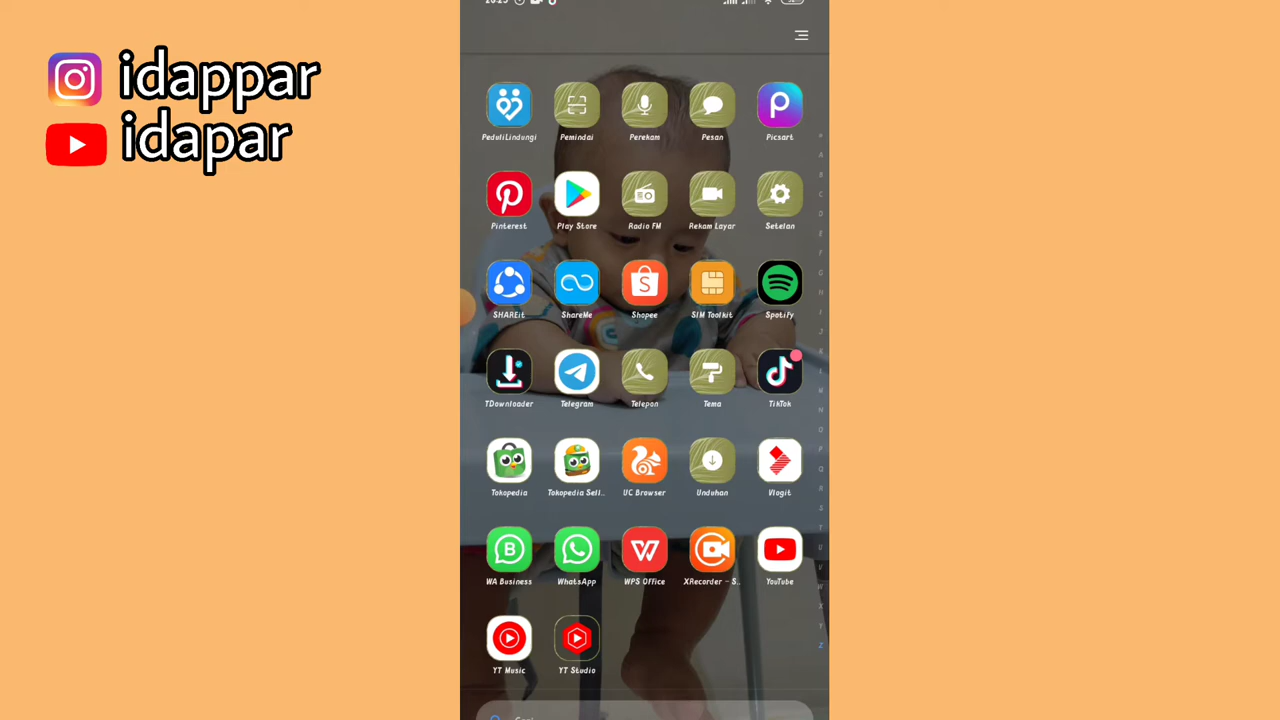 idappar
idapar
PeduliLindungi Pemindai Perekam Pesan Picsart
Pinterest Play Store Radio FM Rekam Layar Setelan
SHAREit ShareMe Shopee SIM Toolkit Spotify
TDownloader Telegram Telepon Tema TikTok
Tokopedia Tokopedia Sell.. UC Browser Unduhan Vlogit
WA Business WhatsApp WPS Office XRecorder - S.. YouTube
YT Music YT Studio